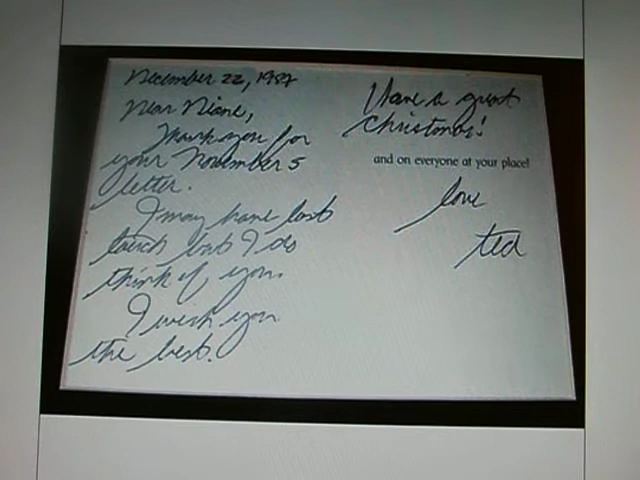 December 22, 1987
Dear Diane,
Thank you for
your November 5
letter.
I may have lost
touch but I do
think of you.
I wish you
the best.
Have a great
Christmas!
and on everyone at your place!
love
ted